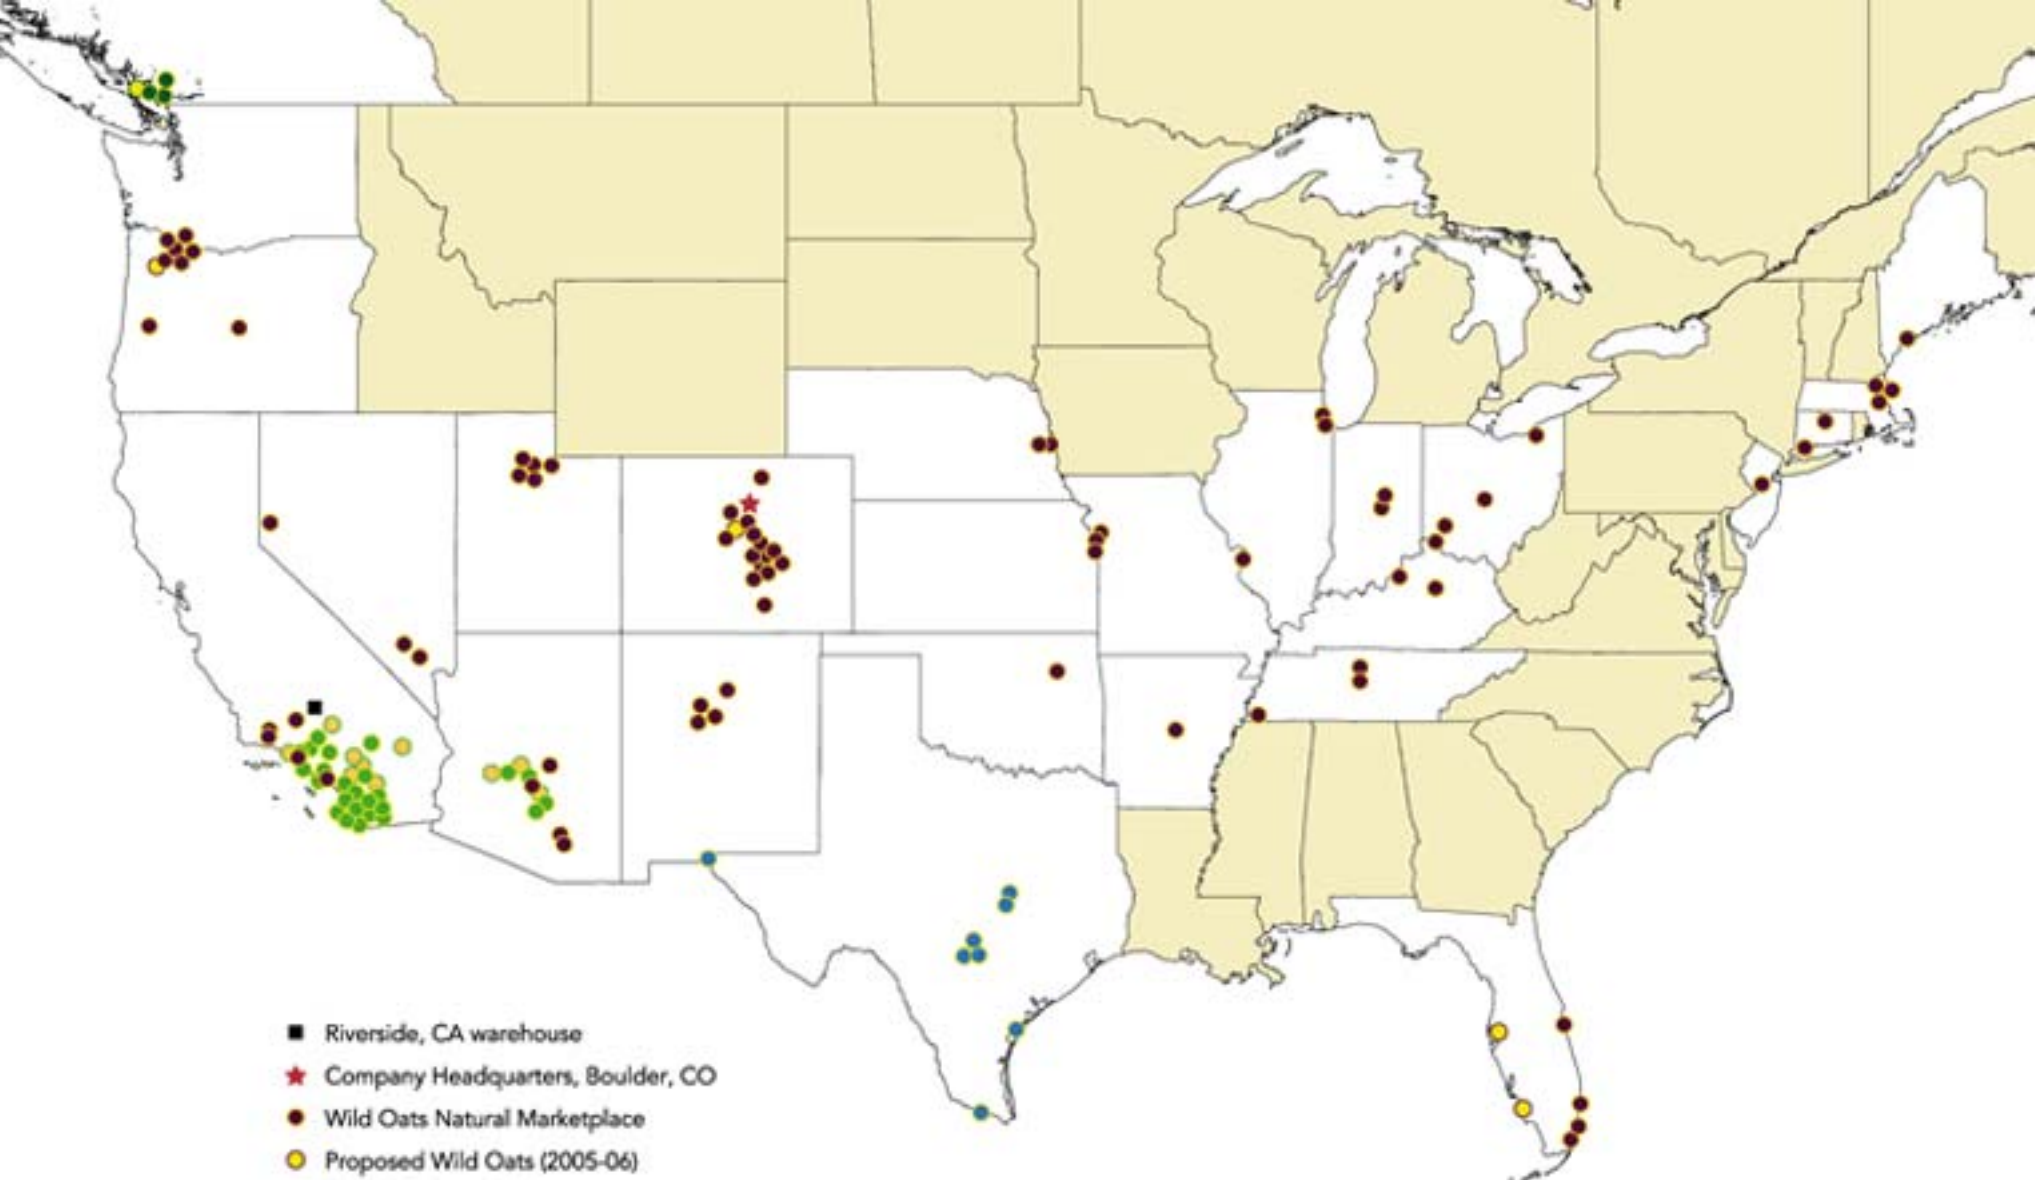 Riverside, CA warehouse
Company Headquarters, Boulder, CO
Wild Oats Natural Marketplace
Proposed Wild Oats (2005-06)